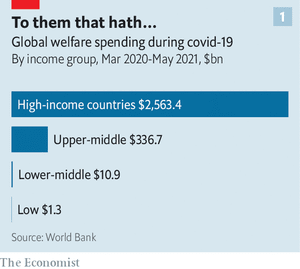 To them that hath…
1
Global welfare spending during covid-19
By income group, Mar 2020-May 2021, $bn
High-income countries $2,563.4
Upper-middle $336.7
Lower-middle $10.9
Low $1.3
Source: World Bank
The Economist